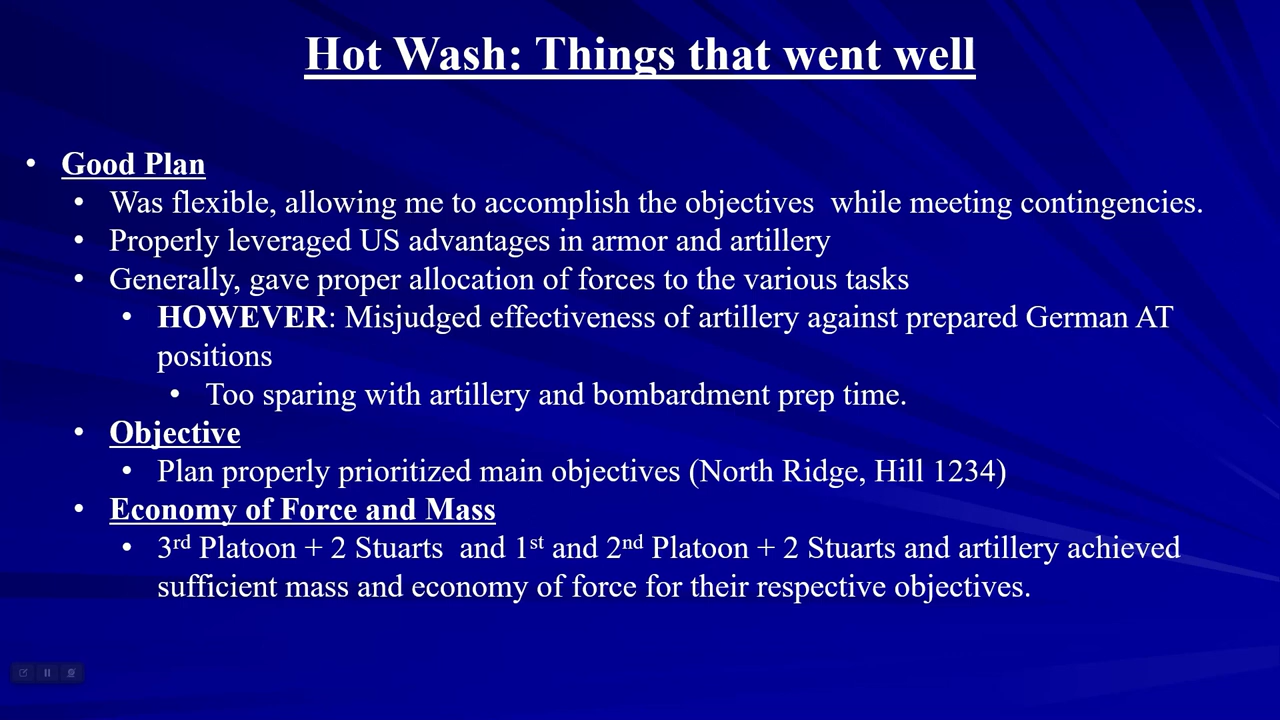 Hot Wash: Things that went well
• Good Plan
• Was flexible, allowing me to accomplish the objectives  while meeting contingencies.
• Properly leveraged US advantages in armor and artillery
• Generally, gave proper allocation of forces to the various tasks
• HOWEVER: Misjudged effectiveness of artillery against prepared German AT
positions
• Too sparing with artillery and bombardment prep time.
• Objective
• Plan properly prioritized main objectives (North Ridge, Hill 1234)
• Economy of Force and Mass
• 3rd Platoon + 2 Stuarts  and 1st and 2nd Platoon + 2 Stuarts and artillery achieved
sufficient mass and economy of force for their respective objectives.